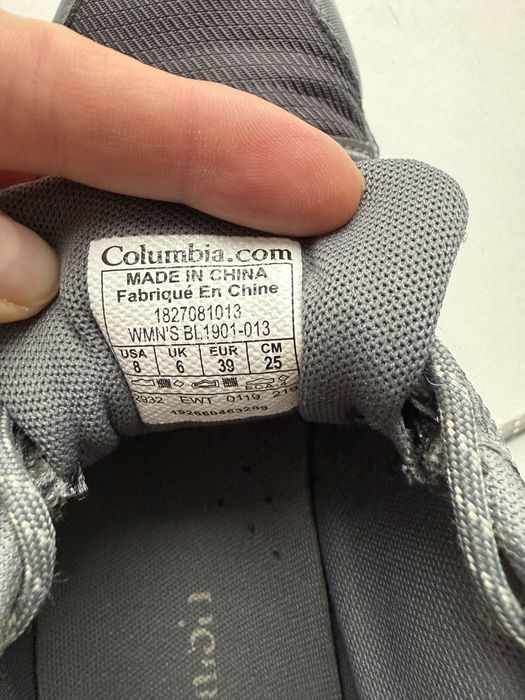 Columbia.com
MADE IN CHINA
Fabriqué En Chine
1827081013
WMN'S BL1901-013
USA UK EUR CM
8 6 39 25
EWT 0119
192660463209